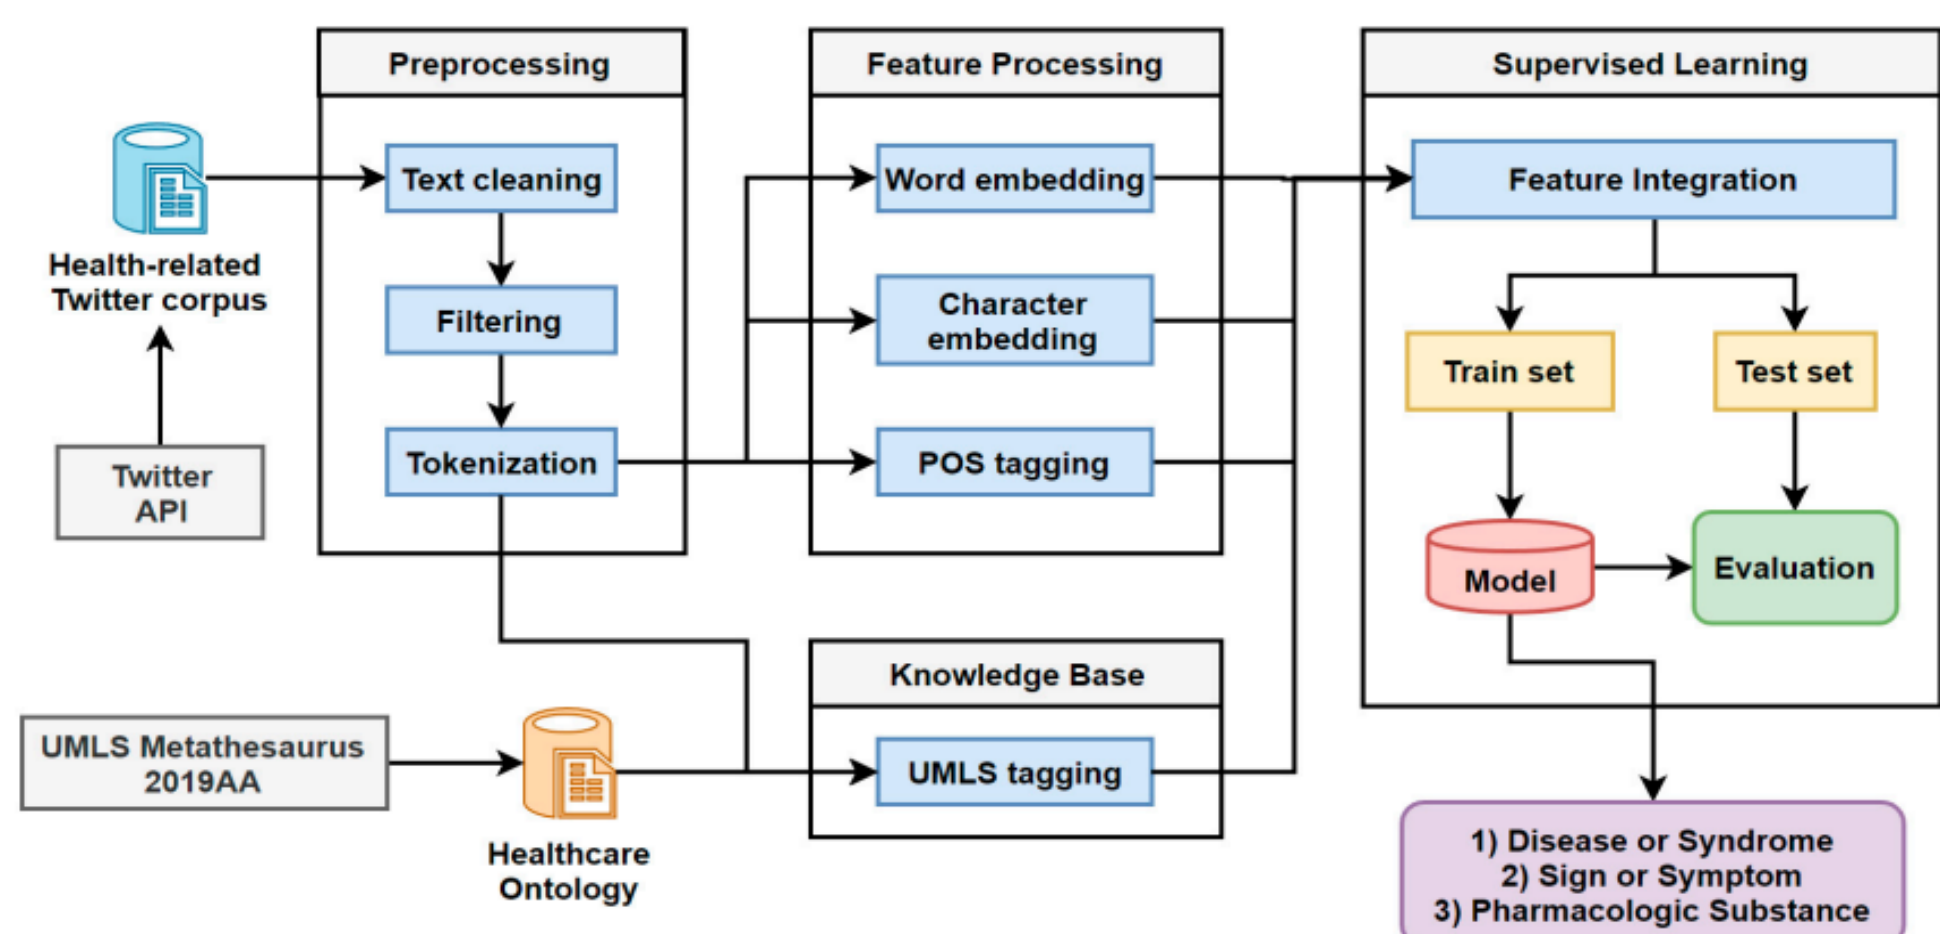 Preprocessing
Feature Processing
Supervised Learning
Text cleaning
Word embedding
Feature Integration
Health-related
Twitter corpus
Filtering
Character
embedding
Train set
Test set
Twitter
API
Tokenization
POS tagging
Model
Evaluation
Knowledge Base
UMLS Metathesaurus
2019AA
UMLS tagging
Healthcare
Ontology
1) Disease or Syndrome
2) Sign or Symptom
3) Pharmacologic Substance